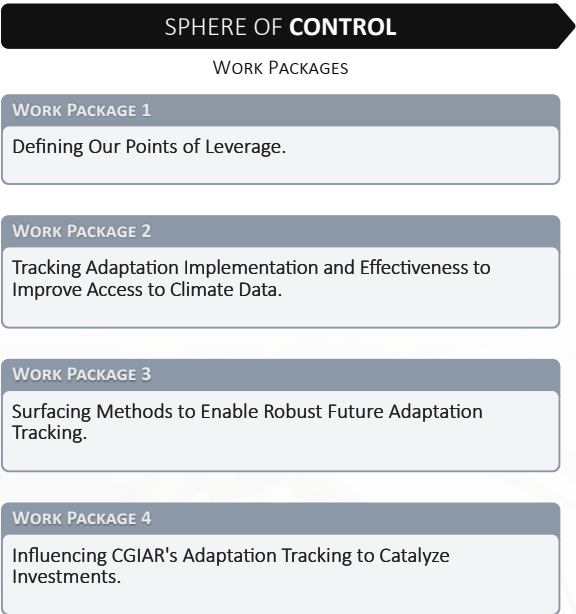 SPHERE OF CONTROL
WORK PACKAGES
WORK PACKAGE 1
Defining Our Points of Leverage.
WORK PACKAGE 2
Tracking Adaptation Implementation and Effectiveness to
Improve Access to Climate Data.
WORK PACKAGE 3
Surfacing Methods to Enable Robust Future Adaptation
Tracking.
WORK PACKAGE 4
Influencing CGIAR's Adaptation Tracking to Catalyze
Investments.